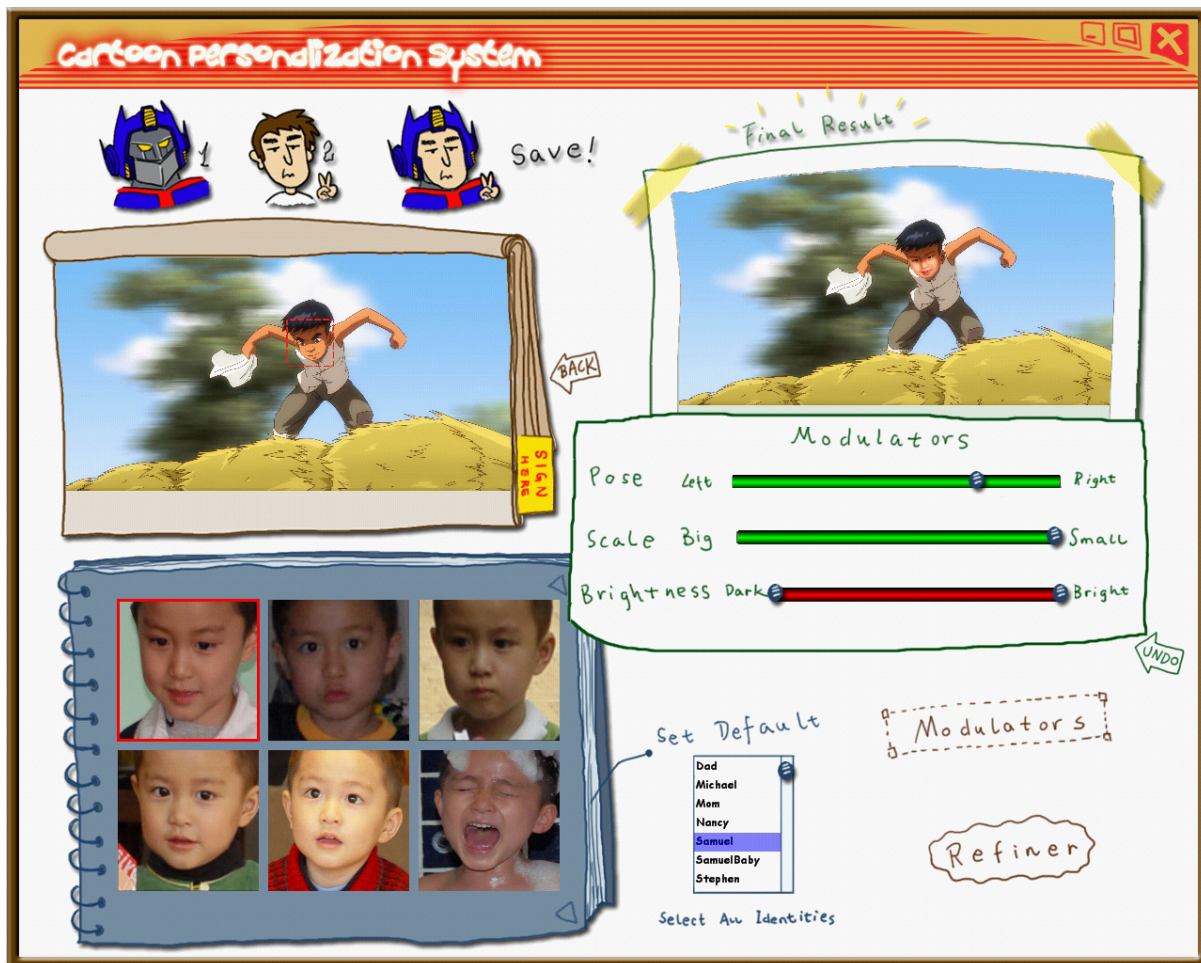 Cartoon Personalization System
1
2
Save!
Final Result
BACK
SIGN
HERE
Modulators
Pose Left Right
Scale Big Small
Brightness Dark Bright
UNDO
Set Default
Modulators
Dad
Michael
Mom
Nancy
Samuel
SamuelBaby
Stephen
Refiner
Select All Identities